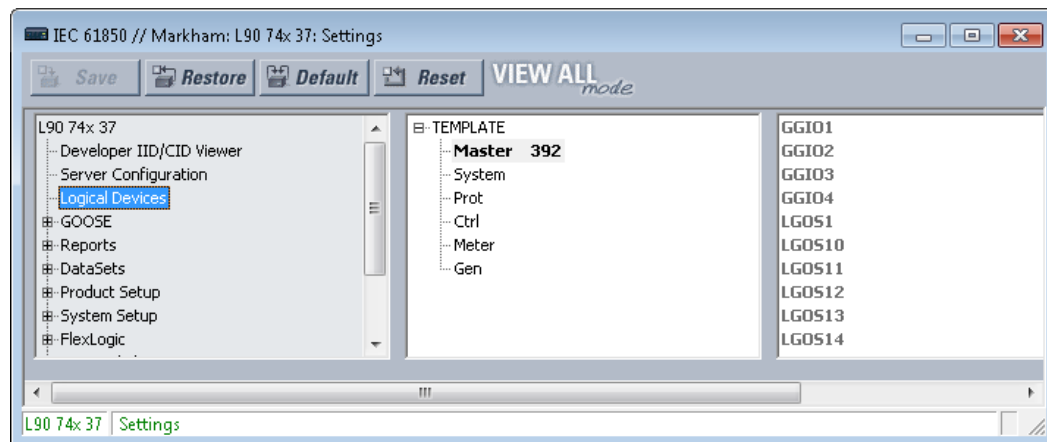 IEC 61850 // Markham: L90 74x 37: Settings
Save Restore Default Reset VIEW ALL mode
L90 74x 37
Developer IID/CID Viewer
Server Configuration
Logical Devices
GOOSE
Reports
DataSets
Product Setup
System Setup
FlexLogic
TEMPLATE
Master 392
System
Prot
Ctrl
Meter
Gen
GGIO1
GGIO2
GGIO3
GGIO4
LGOS1
LGOS10
LGOS11
LGOS12
LGOS13
LGOS14
L90 74x 37 Settings